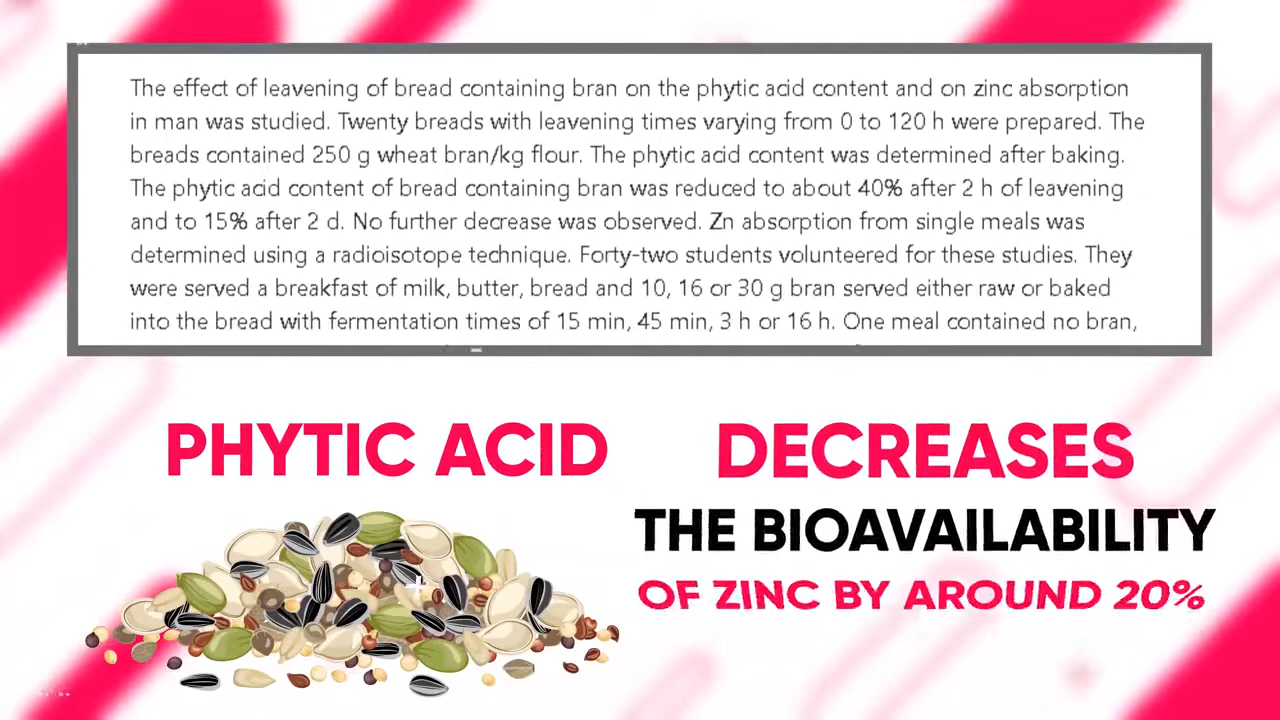 The effect of leavening of bread containing bran on the phytic acid content and on zinc absorption
in man was studied. Twenty breads with leavening times varying from 0 to 120 h were prepared. The
breads contained 250 g wheat bran/kg flour. The phytic acid content was determined after baking.
The phytic acid content of bread containing bran was reduced to about 40% after 2 h of leavening
and to 15% after 2 d. No further decrease was observed. Zn absorption from single meals was
determined using a radioisotope technique. Forty-two students volunteered for these studies. They
were served a breakfast of milk, butter, bread and 10, 16 or 30 g bran served either raw or baked
into the bread with fermentation times of 15 min, 45 min, 3 h or 16 h. One meal contained no bran,
PHYTIC ACID
DECREASES
THE BIOAVAILABILITY
OF ZINC BY AROUND 20%